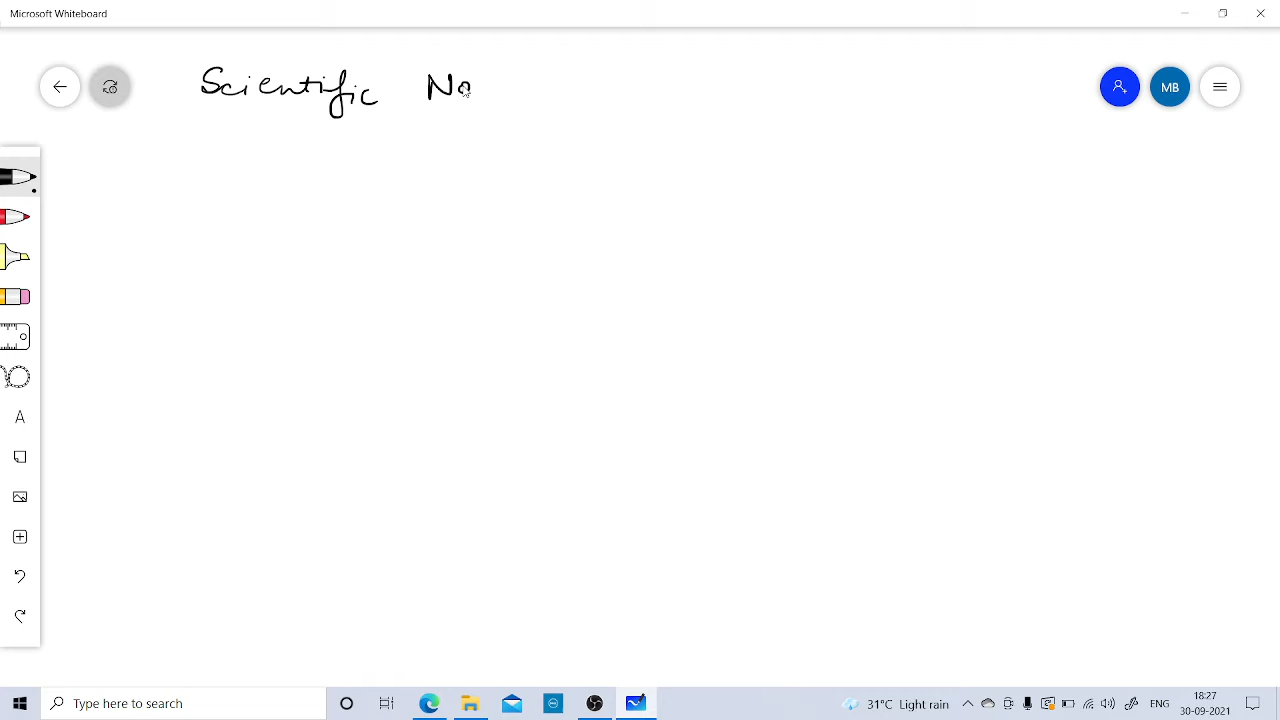 Microsoft Whiteboard
Scientific No
MB
A
Type here to search
31°C Light rain
ENG
18:27
30-09-2021